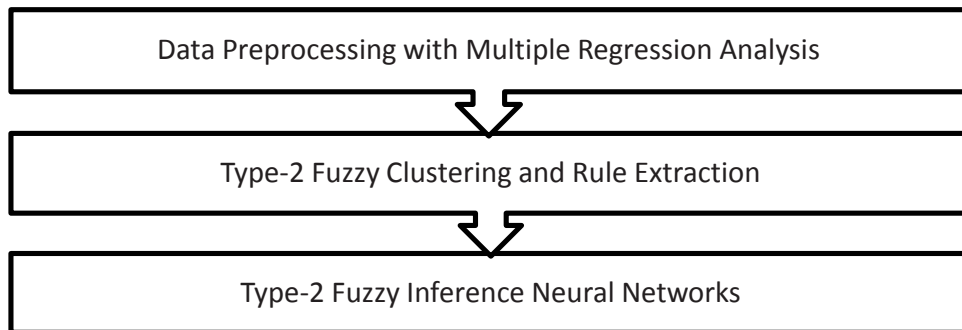 Data Preprocessing with Multiple Regression Analysis
Type-2 Fuzzy Clustering and Rule Extraction
Type-2 Fuzzy Inference Neural Networks